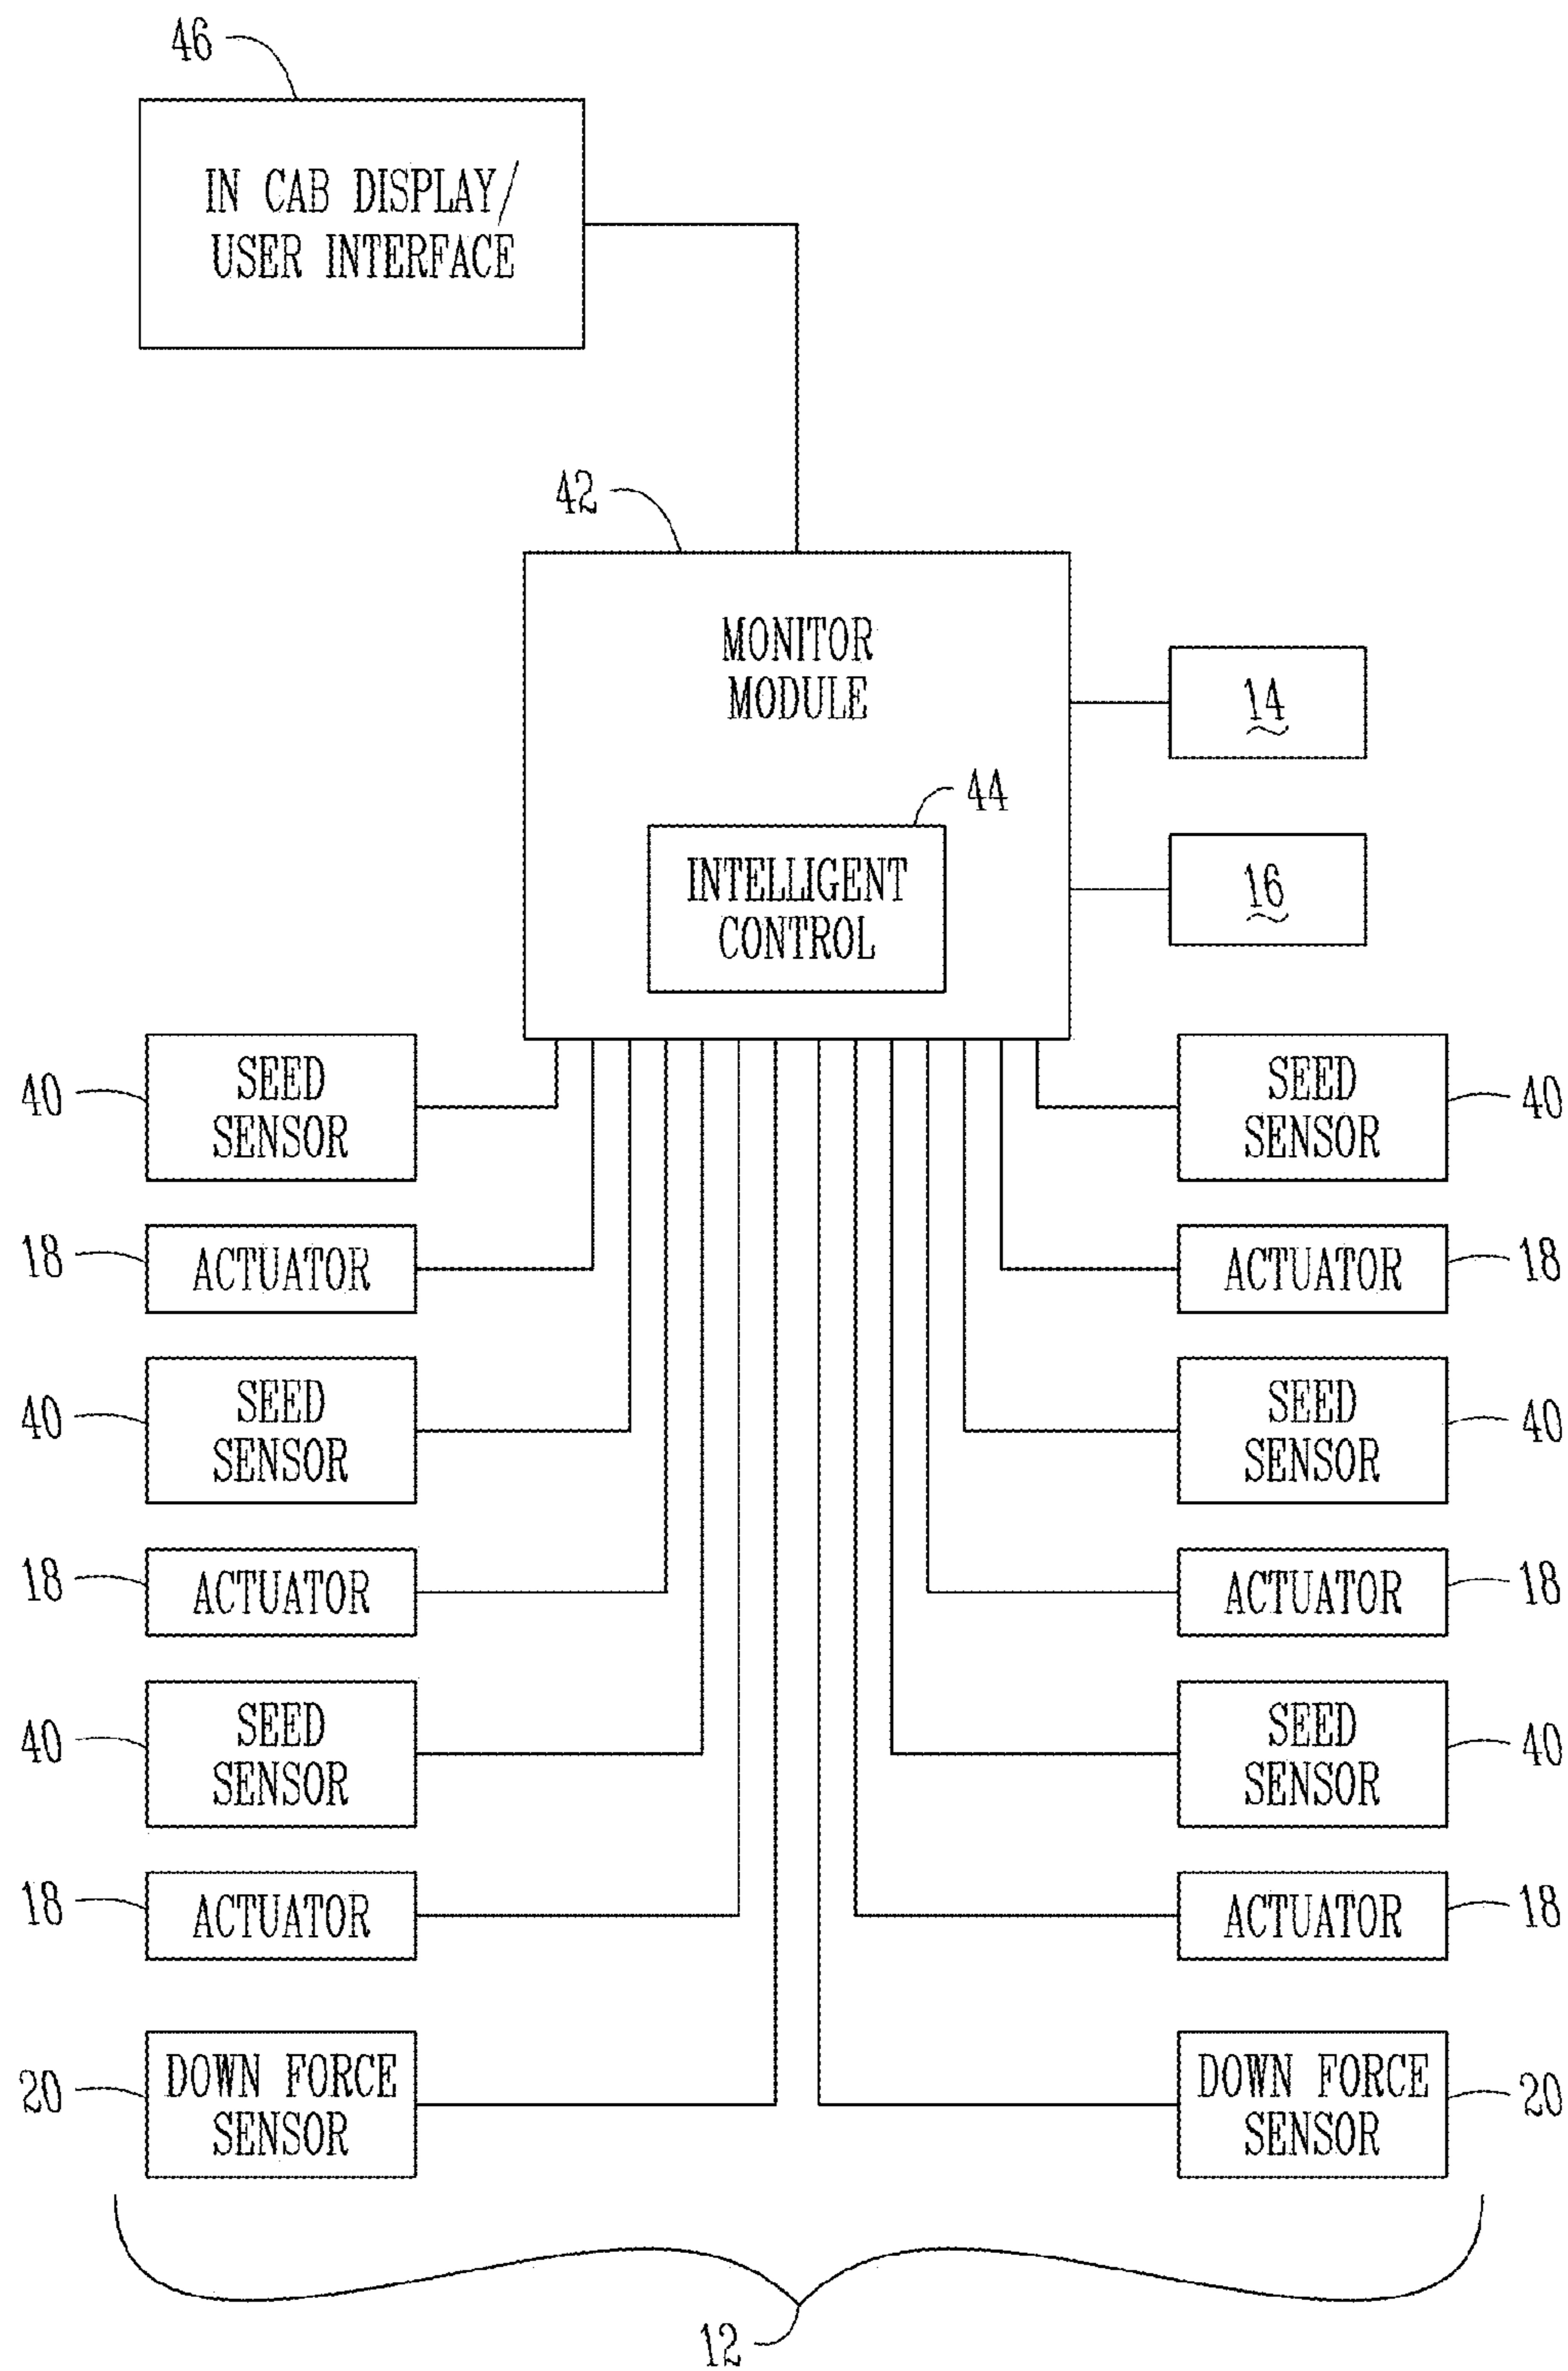 46
IN CAB DISPLAY/
USER INTERFACE
42
MONITOR
MODULE
14
44
INTELLIGENT
CONTROL
16
40
SEED
SENSOR
SEED
SENSOR
40
18
ACTUATOR
ACTUATOR
18
40
SEED
SENSOR
SEED
SENSOR
40
18
ACTUATOR
ACTUATOR
18
40
SEED
SENSOR
SEED
SENSOR
40
18
ACTUATOR
ACTUATOR
18
20
DOWN FORCE
SENSOR
DOWN FORCE
SENSOR
20
12